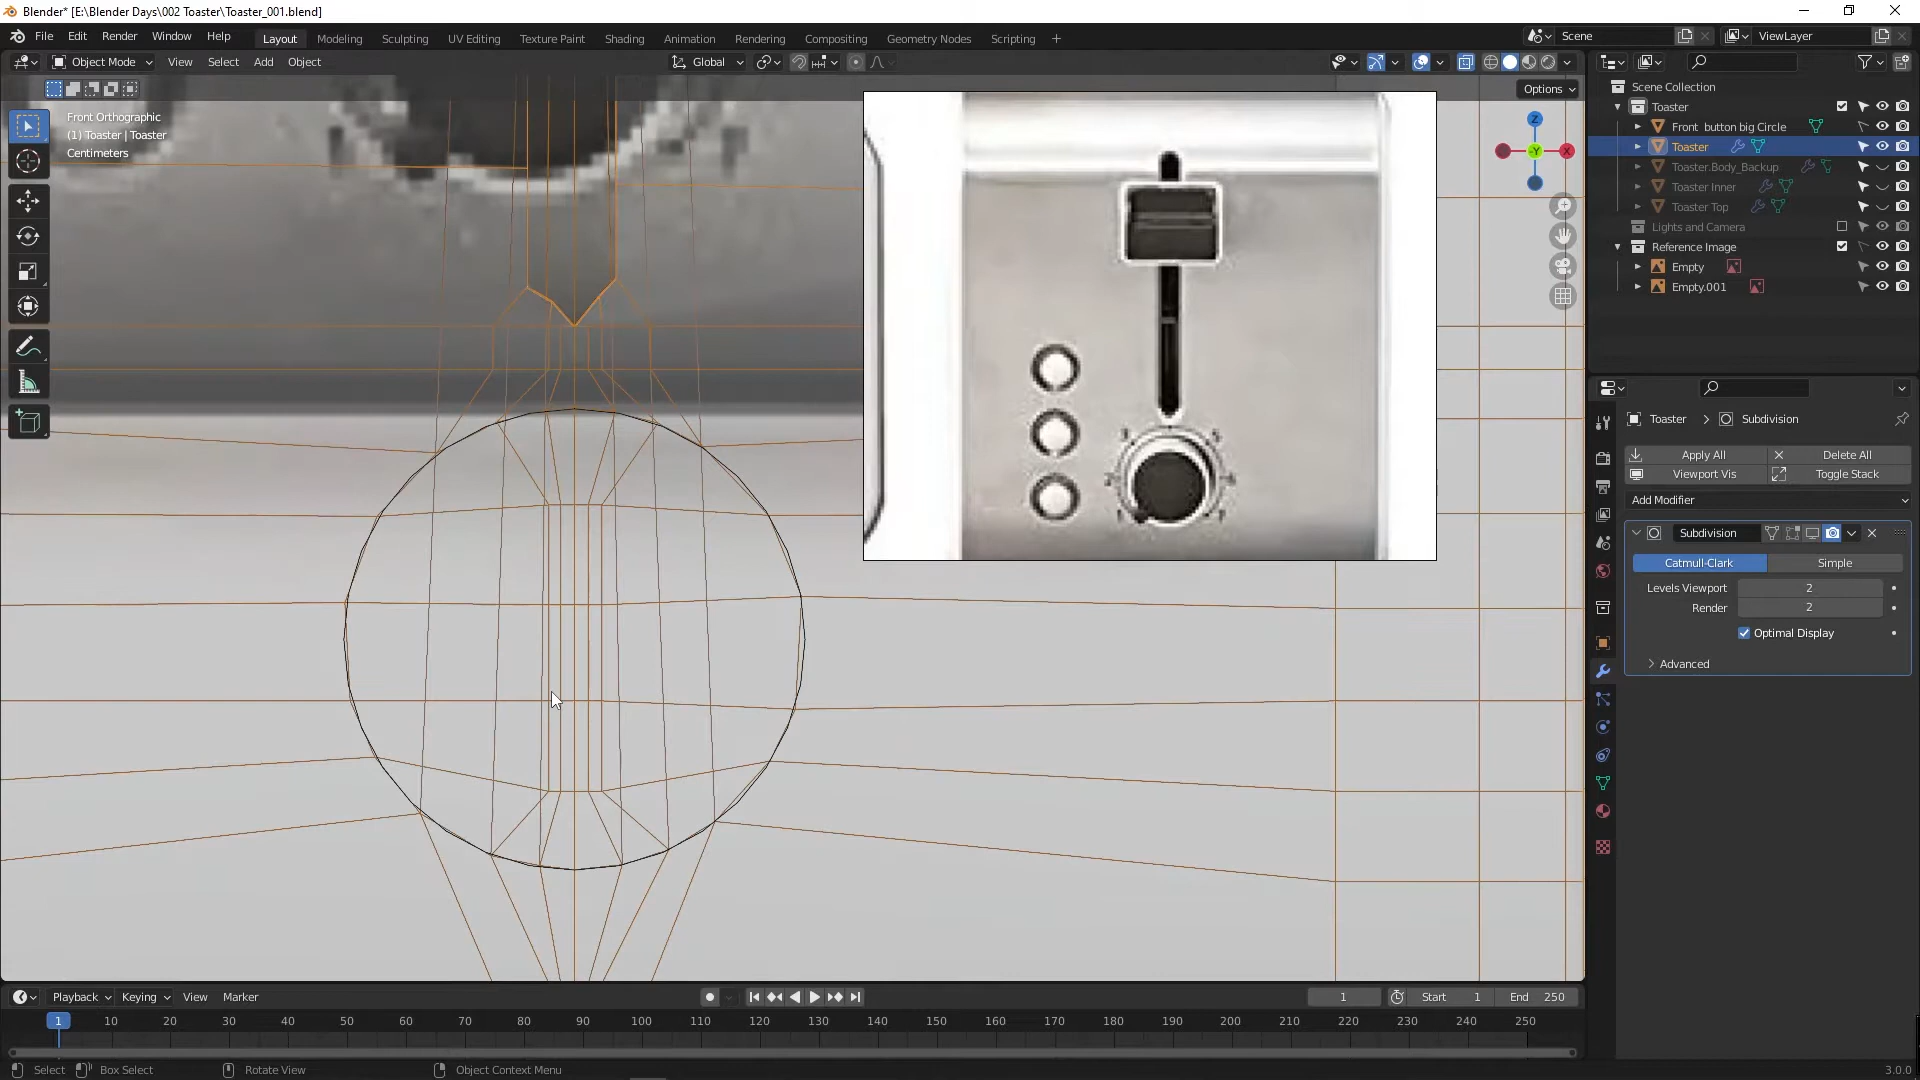 Blender* [E:\Blender Days\002 Toaster\Toaster_001.blend]
File Edit Render Window Help Layout Modeling Sculpting UV Editing Texture Paint Shading Animation Rendering Compositing Geometry Nodes Scripting + Scene ViewLayer
Object Mode View Select Add Object Global
Options
Front Orthographic
(1) Toaster | Toaster
Centimeters
Z
X
-Y
Scene Collection
Toaster
Front button big Circle
Toaster
Toaster.Body_Backup
Toaster Inner
Toaster Top
Lights and Camera
Reference Image
Empty
Empty.001
Toaster > Subdivision
Apply All Delete All
Viewport Vis Toggle Stack
Add Modifier
Subdivision
Catmull-Clark Simple
Levels Viewport 2
Render 2
Optimal Display
Advanced
Playback Keying View Marker 1 Start 1 End 250
1 10 20 30 40 50 60 70 80 90 100 110 120 130 140 150 160 170 180 190 200 210 220 230 240 250
Select Box Select Rotate View Object Context Menu 3.0.0